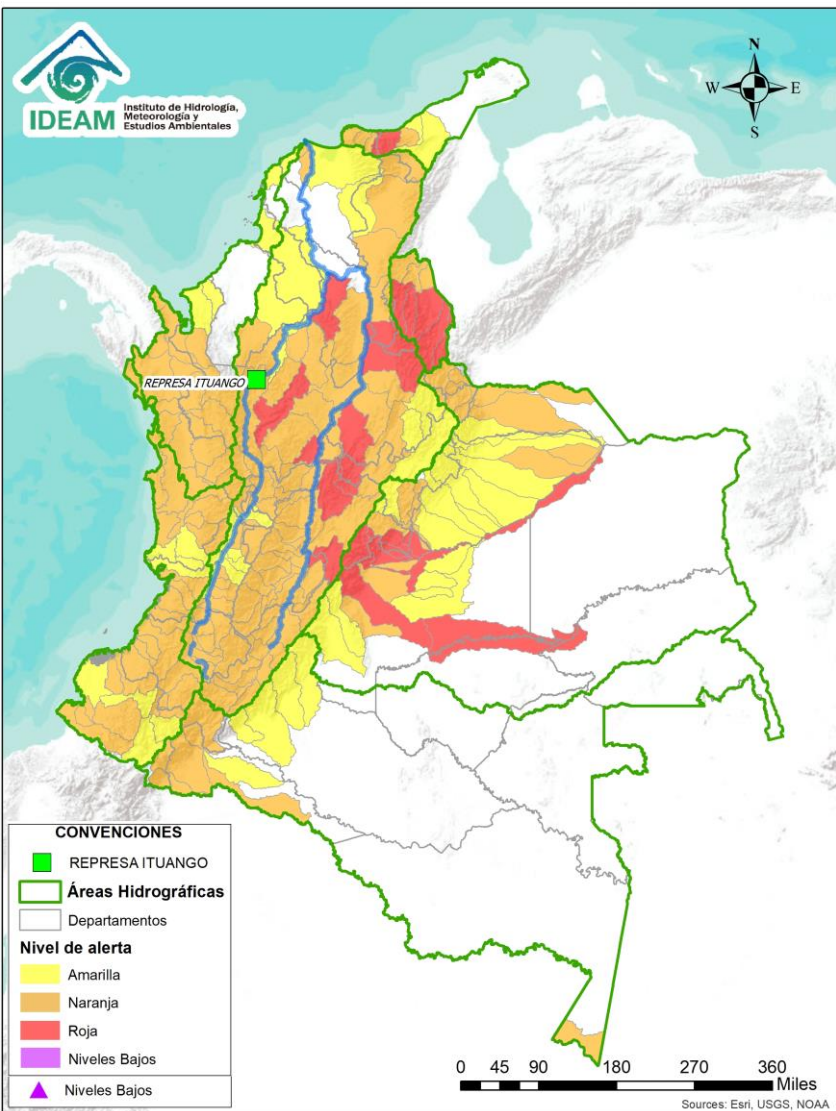 IDEAM
Instituto de Hidrología,
Meteorología y
Estudios Ambientales
N
W
E
S
REPRESA ITUANGO
CONVENCIONES
REPRESA ITUANGO
Áreas Hidrográficas
Departamentos
Nivel de alerta
Amarilla
Naranja
Roja
Niveles Bajos
Niveles Bajos
0 45 90 180 270 360
Miles
Sources: Esri, USGS, NOAA